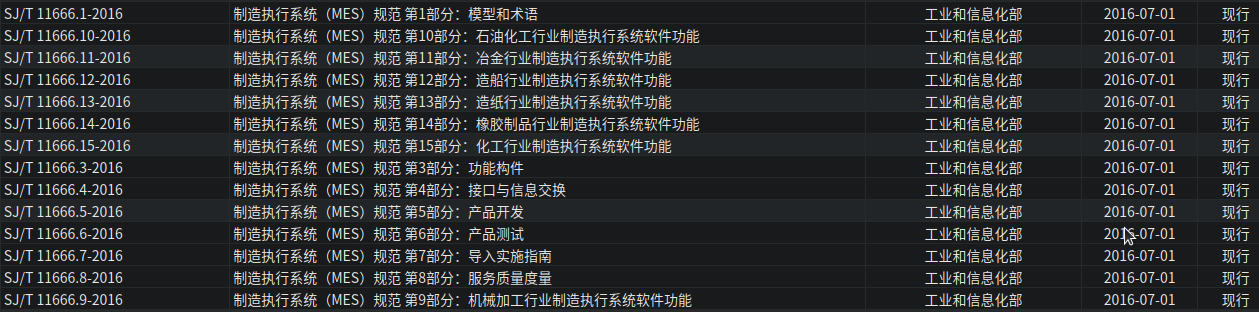 SJ/T 11666.1-2016 制造执行系统（MES）规范 第1部分：模型和术语 工业和信息化部 2016-07-01 现行
SJ/T 11666.10-2016 制造执行系统（MES）规范 第10部分：石油化工行业制造执行系统软件功能 工业和信息化部 2016-07-01 现行
SJ/T 11666.11-2016 制造执行系统（MES）规范 第11部分：冶金行业制造执行系统软件功能 工业和信息化部 2016-07-01 现行
SJ/T 11666.12-2016 制造执行系统（MES）规范 第12部分：造船行业制造执行系统软件功能 工业和信息化部 2016-07-01 现行
SJ/T 11666.13-2016 制造执行系统（MES）规范 第13部分：造纸行业制造执行系统软件功能 工业和信息化部 2016-07-01 现行
SJ/T 11666.14-2016 制造执行系统（MES）规范 第14部分：橡胶制品行业制造执行系统软件功能 工业和信息化部 2016-07-01 现行
SJ/T 11666.15-2016 制造执行系统（MES）规范 第15部分：化工行业制造执行系统软件功能 工业和信息化部 2016-07-01 现行
SJ/T 11666.3-2016 制造执行系统（MES）规范 第3部分：功能构件 工业和信息化部 2016-07-01 现行
SJ/T 11666.4-2016 制造执行系统（MES）规范 第4部分：接口与信息交换 工业和信息化部 2016-07-01 现行
SJ/T 11666.5-2016 制造执行系统（MES）规范 第5部分：产品开发 工业和信息化部 2016-07-01 现行
SJ/T 11666.6-2016 制造执行系统（MES）规范 第6部分：产品测试 工业和信息化部 2016-07-01 现行
SJ/T 11666.7-2016 制造执行系统（MES）规范 第7部分：导入实施指南 工业和信息化部 2016-07-01 现行
SJ/T 11666.8-2016 制造执行系统（MES）规范 第8部分：服务质量度量 工业和信息化部 2016-07-01 现行
SJ/T 11666.9-2016 制造执行系统（MES）规范 第9部分：机械加工行业制造执行系统软件功能 工业和信息化部 2016-07-01 现行